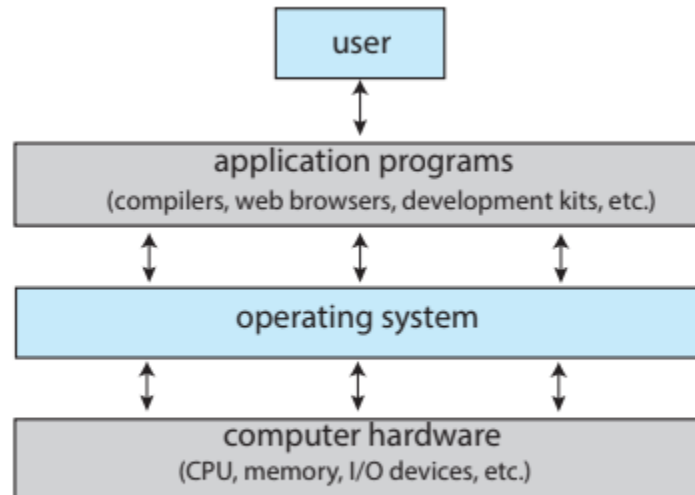 user
application programs
(compilers, web browsers, development kits, etc.)
operating system
computer hardware
(CPU, memory, I/O devices, etc.)